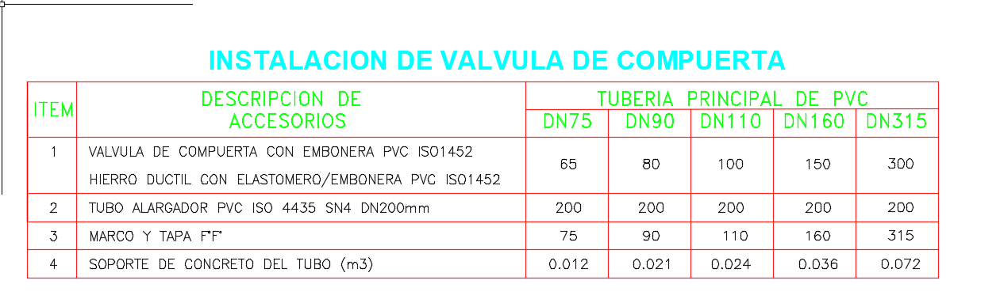 INSTALACION DE VALVULA DE COMPUERTA
ITEM DESCRIPCION DE ACCESORIOS TUBERIA PRINCIPAL DE PVC
DN75 DN90 DN110 DN160 DN315
1 VALVULA DE COMPUERTA CON EMBONERA PVC ISO1452
HIERRO DUCTIL CON ELASTOMERO/EMBONERA PVC ISO1452 65 80 100 150 300
2 TUBO ALARGADOR PVC ISO 4435 SN4 DN200mm 200 200 200 200 200
3 MARCO Y TAPA F°F° 75 90 110 160 315
4 SOPORTE DE CONCRETO DEL TUBO (m3) 0.012 0.021 0.024 0.036 0.072